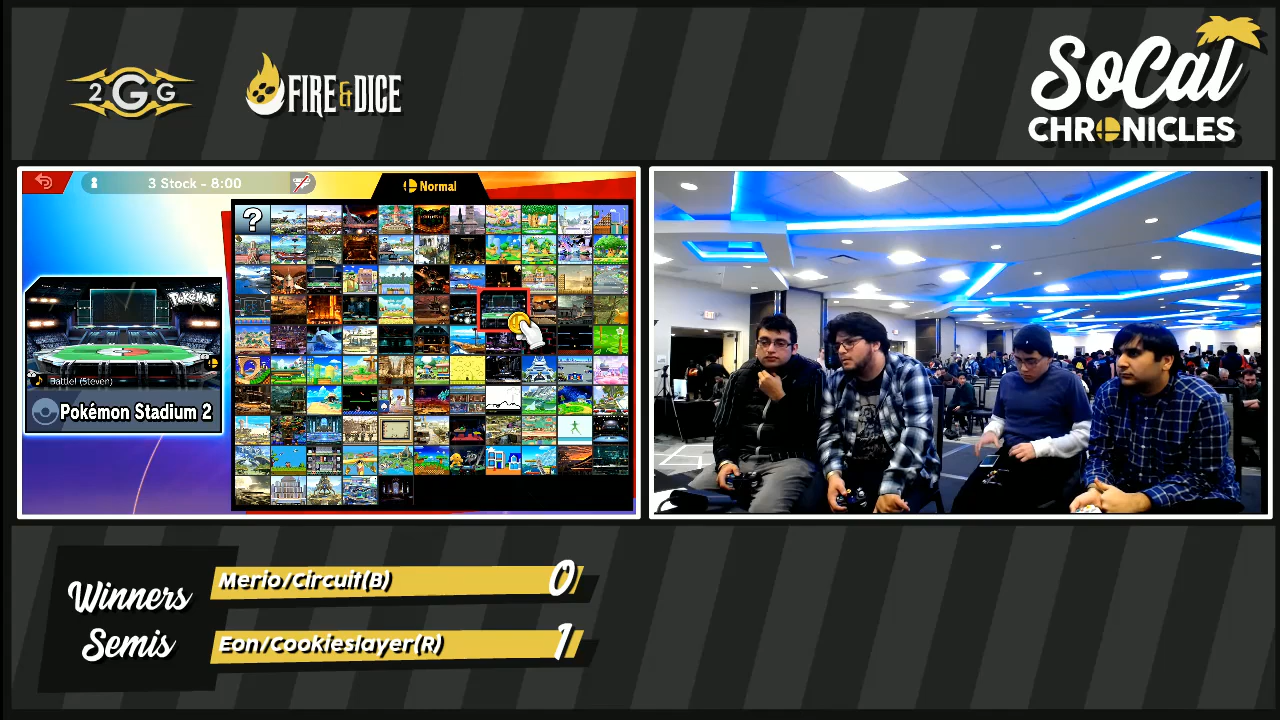 2GG
FIRE&DICE
SoCal
CHRONICLES
3 Stock - 8:00
Normal
?
POKéMON
Battle! (Steven)
Pokémon Stadium 2
Winners
Semis
Merio/Circuit(B)
0
Eon/Cookieslayer(R)
1